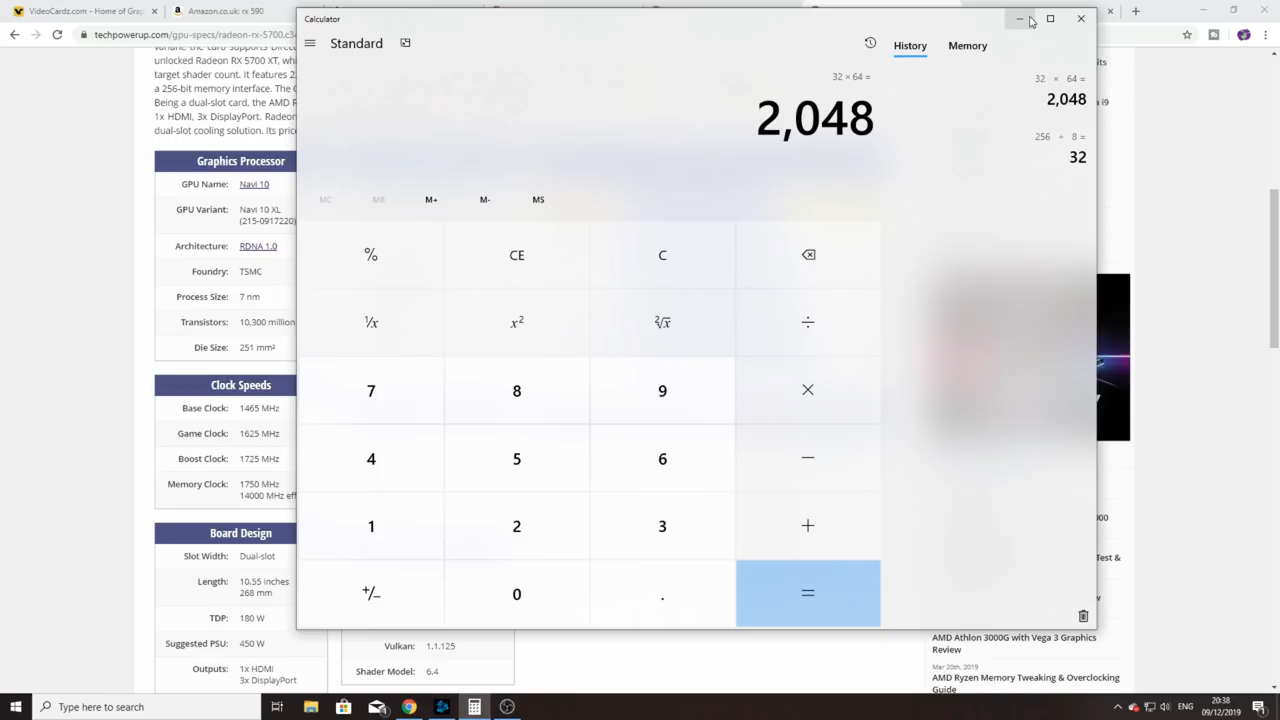 VideoCardz.com - Home of Grap
Amazon.co.uk: rx 590
techpowerup.com/gpu-specs/radeon-rx-5700.c34
unlocked Radeon RX 5700 XT, wh
target shader count. It features 2
a 256-bit memory interface. The G
Being a dual-slot card, the AMD R
1x HDMI, 3x DisplayPort. Radeon
dual-slot cooling solution. Its pric
Graphics Processor
GPU Name: Navi 10
GPU Variant: Navi 10 XL
(215-0917220)
Architecture: RDNA 1.0
Foundry: TSMC
Process Size: 7 nm
Transistors: 10,300 million
Die Size: 251 mm²
Clock Speeds
Base Clock: 1465 MHz
Game Clock: 1625 MHz
Boost Clock: 1725 MHz
Memory Clock: 1750 MHz
14000 MHz eff
Board Design
Slot Width: Dual-slot
Length: 10.55 inches
268 mm
TDP: 180 W
Suggested PSU: 450 W
Outputs: 1x HDMI
3x DisplayPort
Calculator
Standard
History
Memory
32 × 64 =
2,048
32 × 64 =
2,048
256 ÷ 8 =
32
MC MR M+ M- MS
% CE C
¹/x x² ²√x ÷
7 8 9 ×
4 5 6 −
1 2 3 +
+/− 0 . =
Vulkan: 1.1.125
Shader Model: 6.4
its
a i9
000
Test &
w
AMD Athlon 3000G with Vega 3 Graphics
Review
Mar 20th, 2019
AMD Ryzen Memory Tweaking & Overclocking
Guide
Type here to search
ENG
20:38
09/12/2019